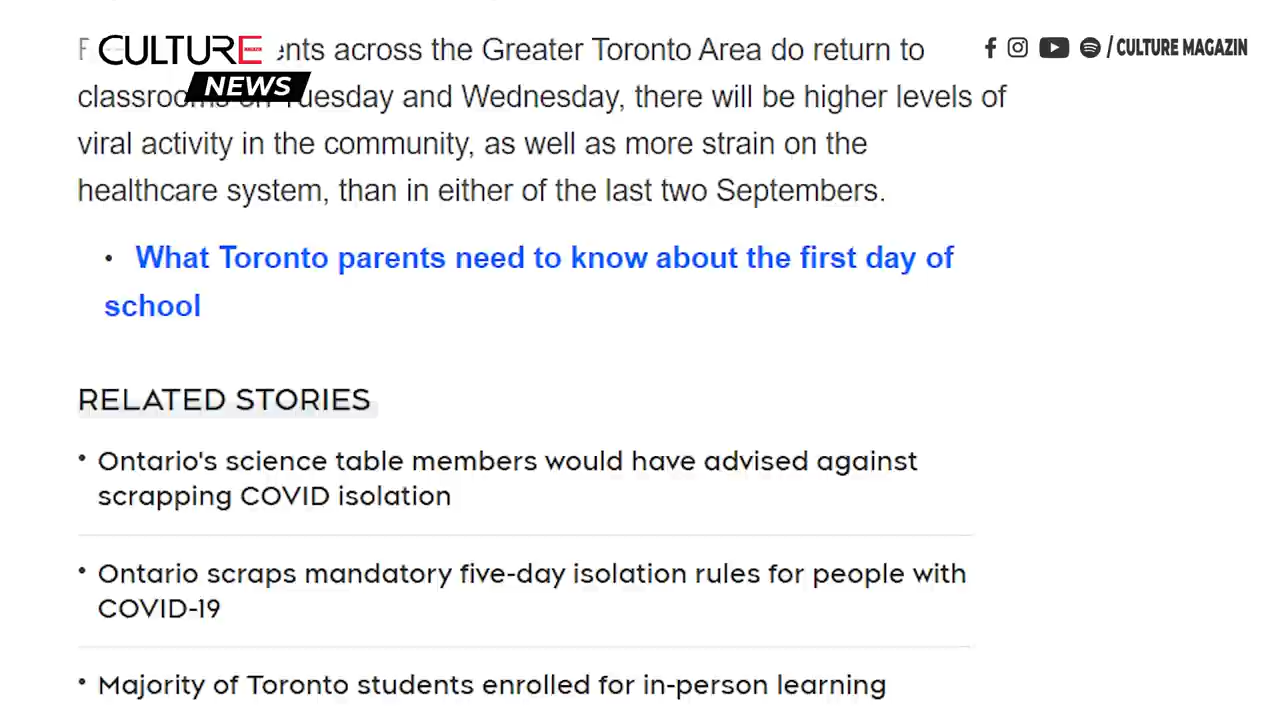 CULTURE
NEWS
/ CULTURE MAGAZIN
across the Greater Toronto Area do return to
Tuesday and Wednesday, there will be higher levels of
viral activity in the community, as well as more strain on the
healthcare system, than in either of the last two Septembers.
• What Toronto parents need to know about the first day of
school
RELATED STORIES
• Ontario's science table members would have advised against
scrapping COVID isolation
• Ontario scraps mandatory five-day isolation rules for people with
COVID-19
• Majority of Toronto students enrolled for in-person learning